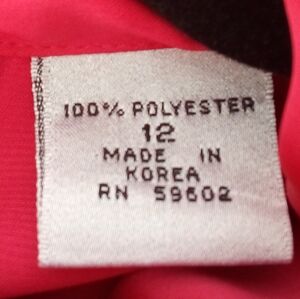 100% POLYESTER
12
MADE IN
KOREA
RN 59602